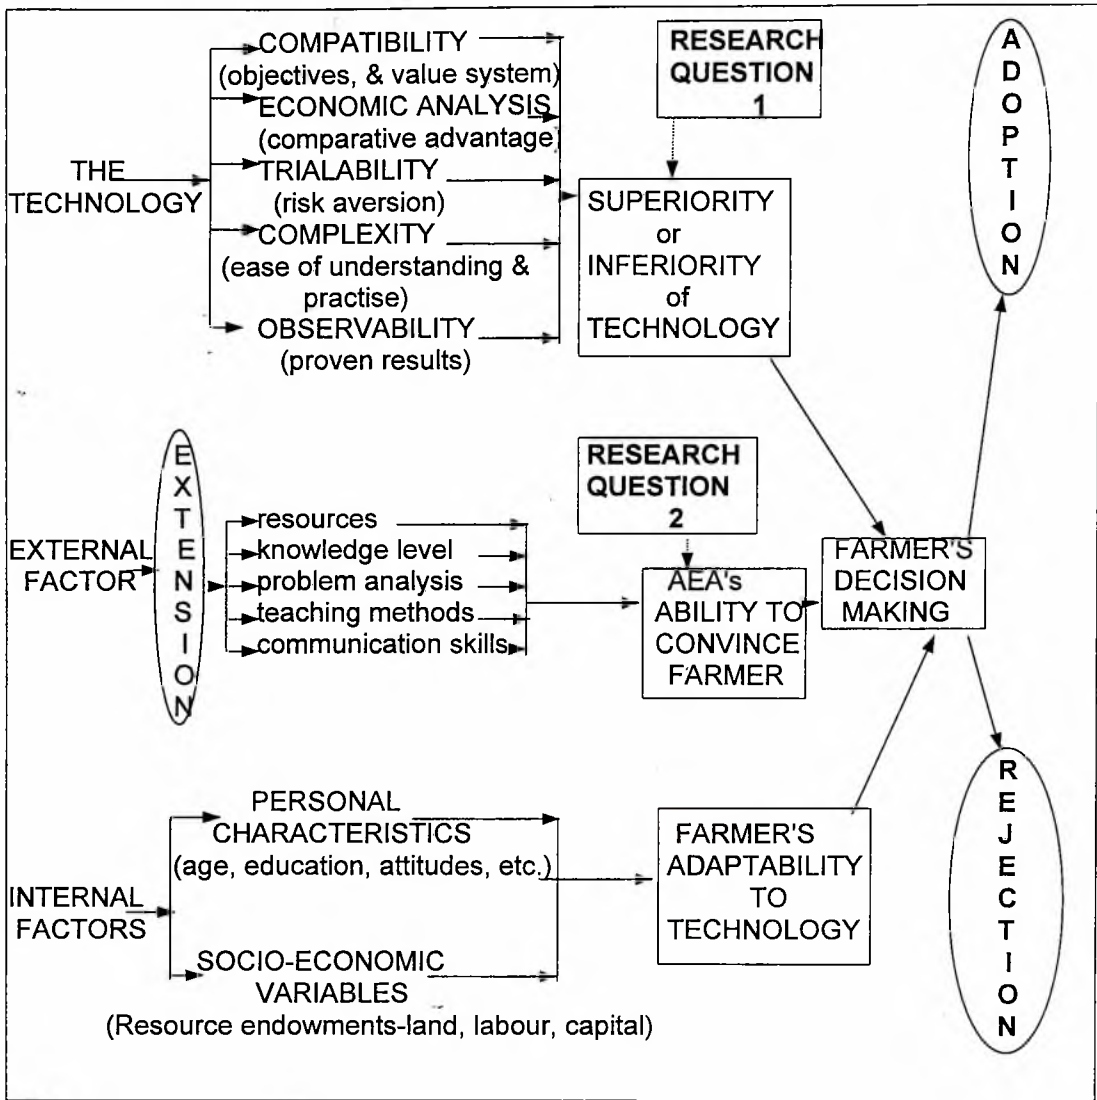 COMPATIBILITY
(objectives, & value system)
ECONOMIC ANALYSIS
(comparative advantage)
THE
TECHNOLOGY
TRIALABILITY
(risk aversion)
COMPLEXITY
(ease of understanding &
practise)
OBSERVABILITY
(proven results)
RESEARCH
QUESTION
1
SUPERIORITY
or
INFERIORITY
of
TECHNOLOGY
ADOPTION
EXTERNAL
FACTOR
EXTENSION
resources
knowledge level
problem analysis
teaching methods
communication skills
RESEARCH
QUESTION
2
AEA's
ABILITY TO
CONVINCE
FARMER
FARMER'S
DECISION
MAKING
INTERNAL
FACTORS
PERSONAL
CHARACTERISTICS
(age, education, attitudes, etc.)
SOCIO-ECONOMIC
VARIABLES
(Resource endowments-land, labour, capital)
FARMER'S
ADAPTABILITY
TO
TECHNOLOGY
REJECTION